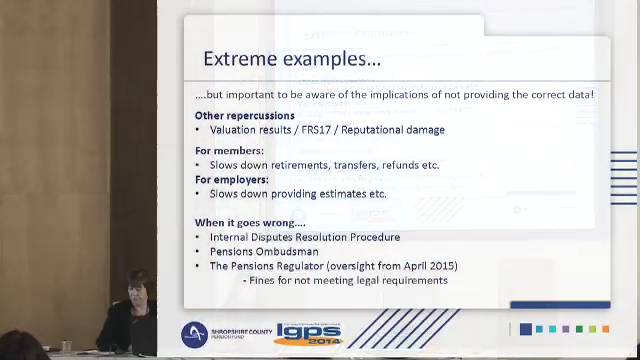 Extreme examples...
....but important to be aware of the implications of not providing the correct data!
Other repercussions
• Valuation results / FRS17 / Reputational damage
For members:
• Slows down retirements, transfers, refunds etc.
For employers:
• Slows down providing estimates etc.
When it goes wrong....
• Internal Disputes Resolution Procedure
• Pensions Ombudsman
• The Pensions Regulator (oversight from April 2015)
- Fines for not meeting legal requirements
SHROPSHIRE COUNTY
PENSION FUND
lgps
2014